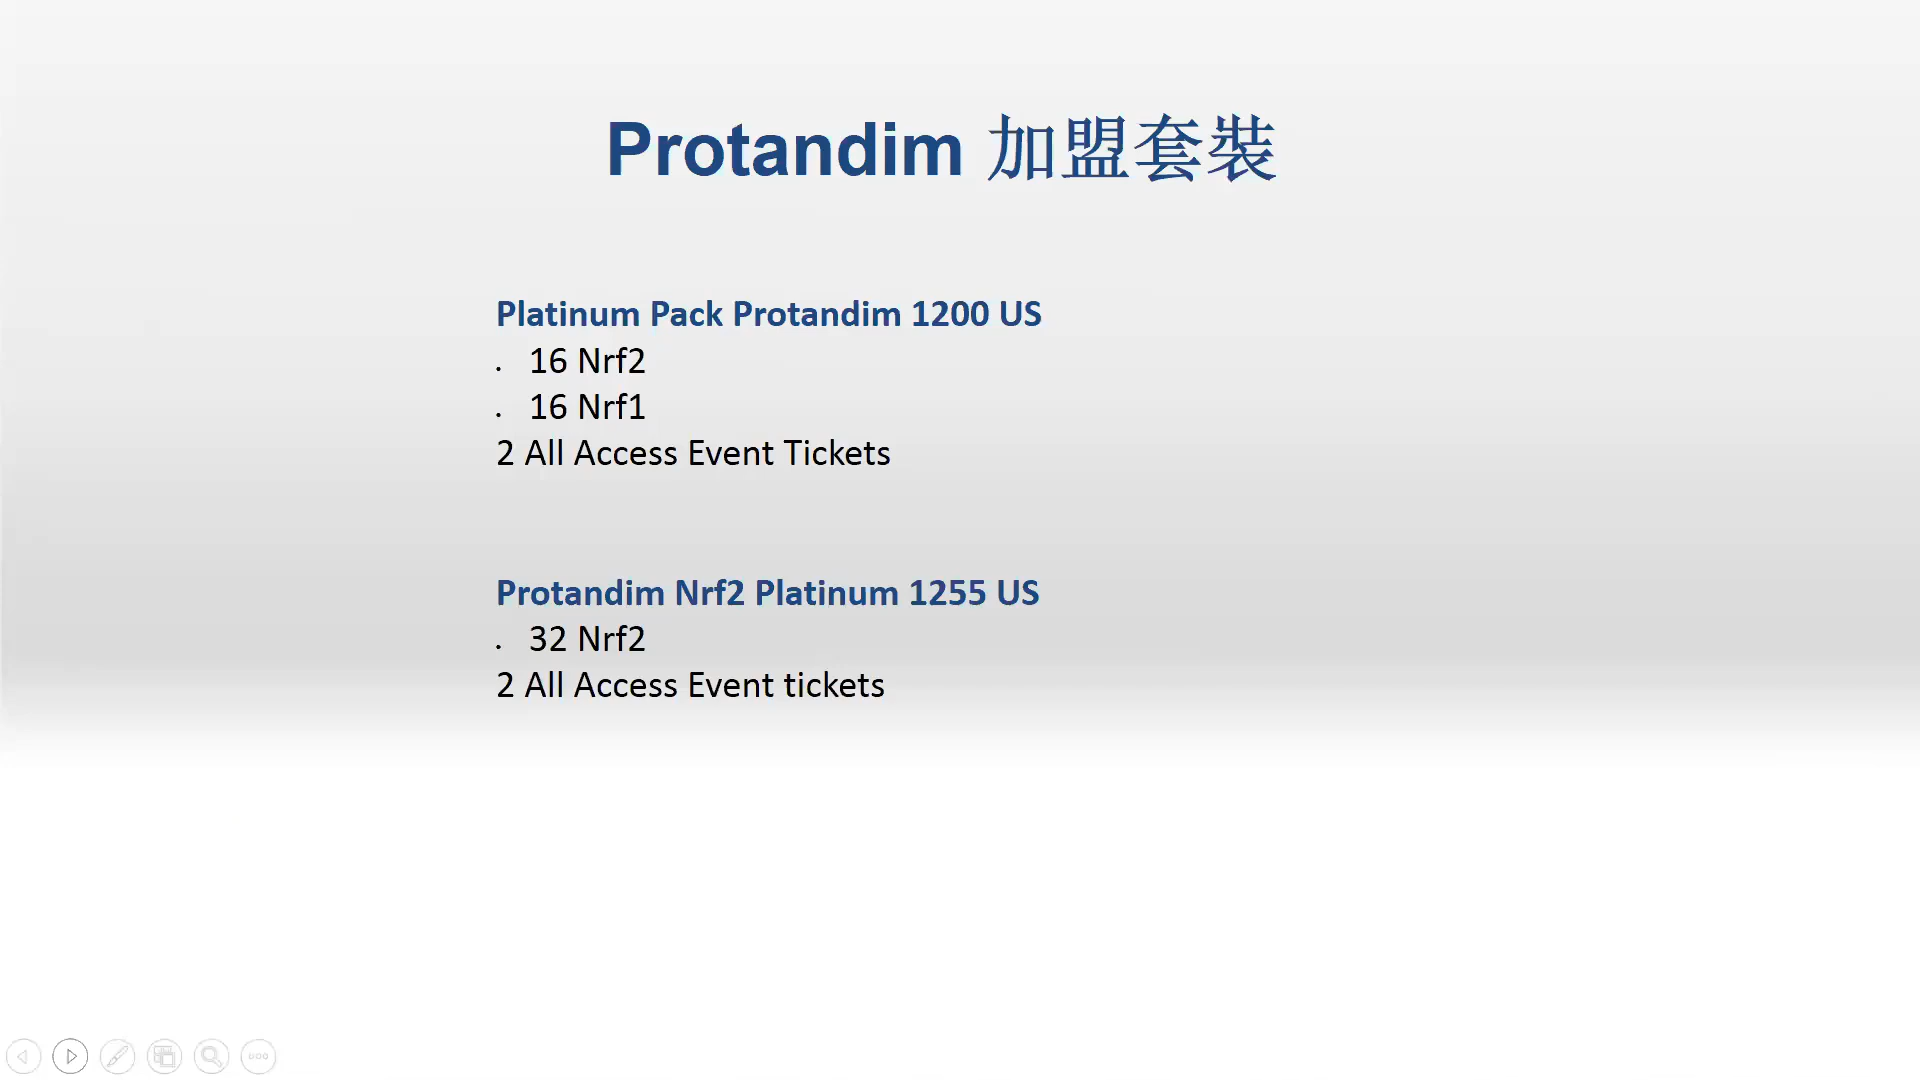 Protandim 加盟套裝
Platinum Pack Protandim 1200 US
• 16 Nrf2
• 16 Nrf1
2 All Access Event Tickets
Protandim Nrf2 Platinum 1255 US
• 32 Nrf2
2 All Access Event tickets